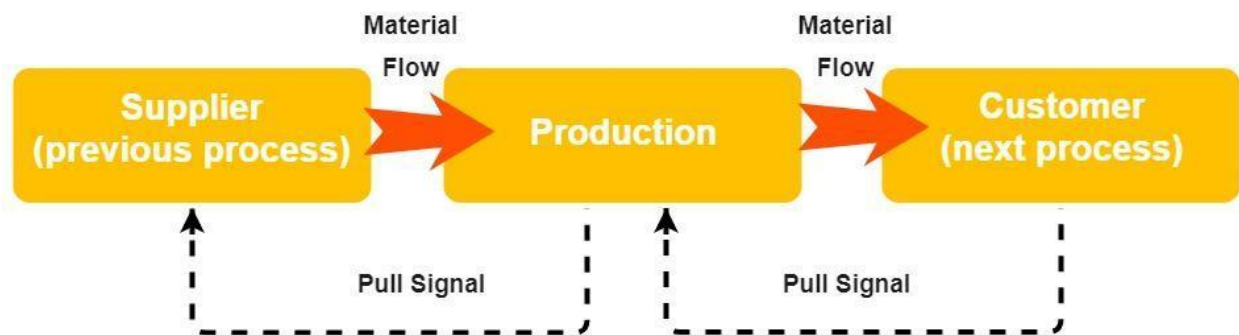 Material
Flow
Material
Flow
Supplier
(previous process)
Production
Customer
(next process)
Pull Signal
Pull Signal